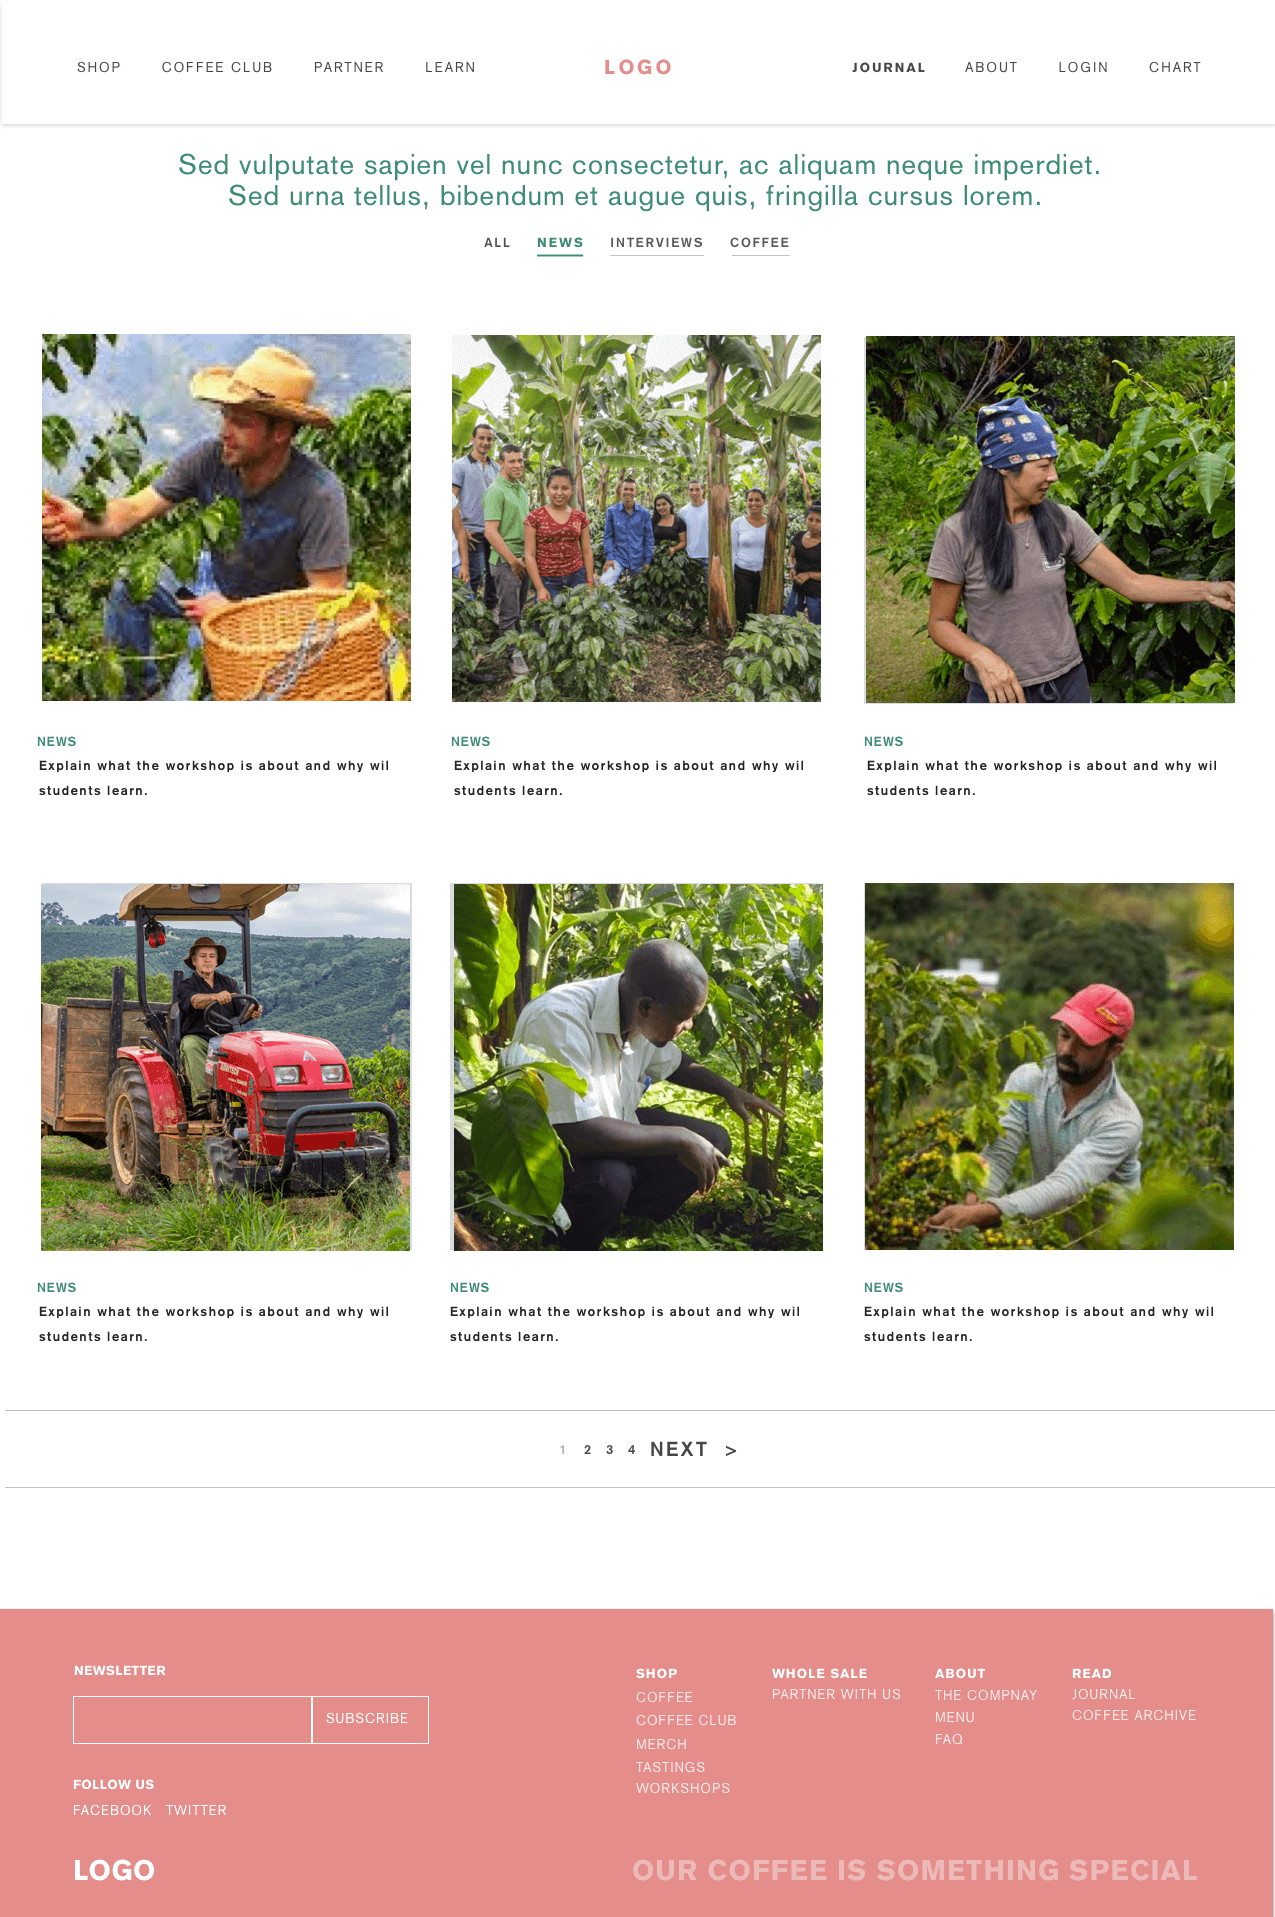 SHOP COFFEE CLUB PARTNER LEARN LOGO JOURNAL ABOUT LOGIN CHART
Sed vulputate sapien vel nunc consectetur, ac aliquam neque imperdiet.
Sed urna tellus, bibendum et augue quis, fringilla cursus lorem.
ALL NEWS INTERVIEWS COFFEE
NEWS
Explain what the workshop is about and why wil
students learn.
NEWS
Explain what the workshop is about and why wil
students learn.
NEWS
Explain what the workshop is about and why wil
students learn.
NEWS
Explain what the workshop is about and why wil
students learn.
NEWS
Explain what the workshop is about and why wil
students learn.
NEWS
Explain what the workshop is about and why wil
students learn.
1 2 3 4 NEXT >
NEWSLETTER
SUBSCRIBE
FOLLOW US
FACEBOOK TWITTER
LOGO
SHOP
COFFEE
COFFEE CLUB
MERCH
TASTINGS
WORKSHOPS
WHOLE SALE
PARTNER WITH US
ABOUT
THE COMPNAY
MENU
FAQ
READ
JOURNAL
COFFEE ARCHIVE
OUR COFFEE IS SOMETHING SPECIAL